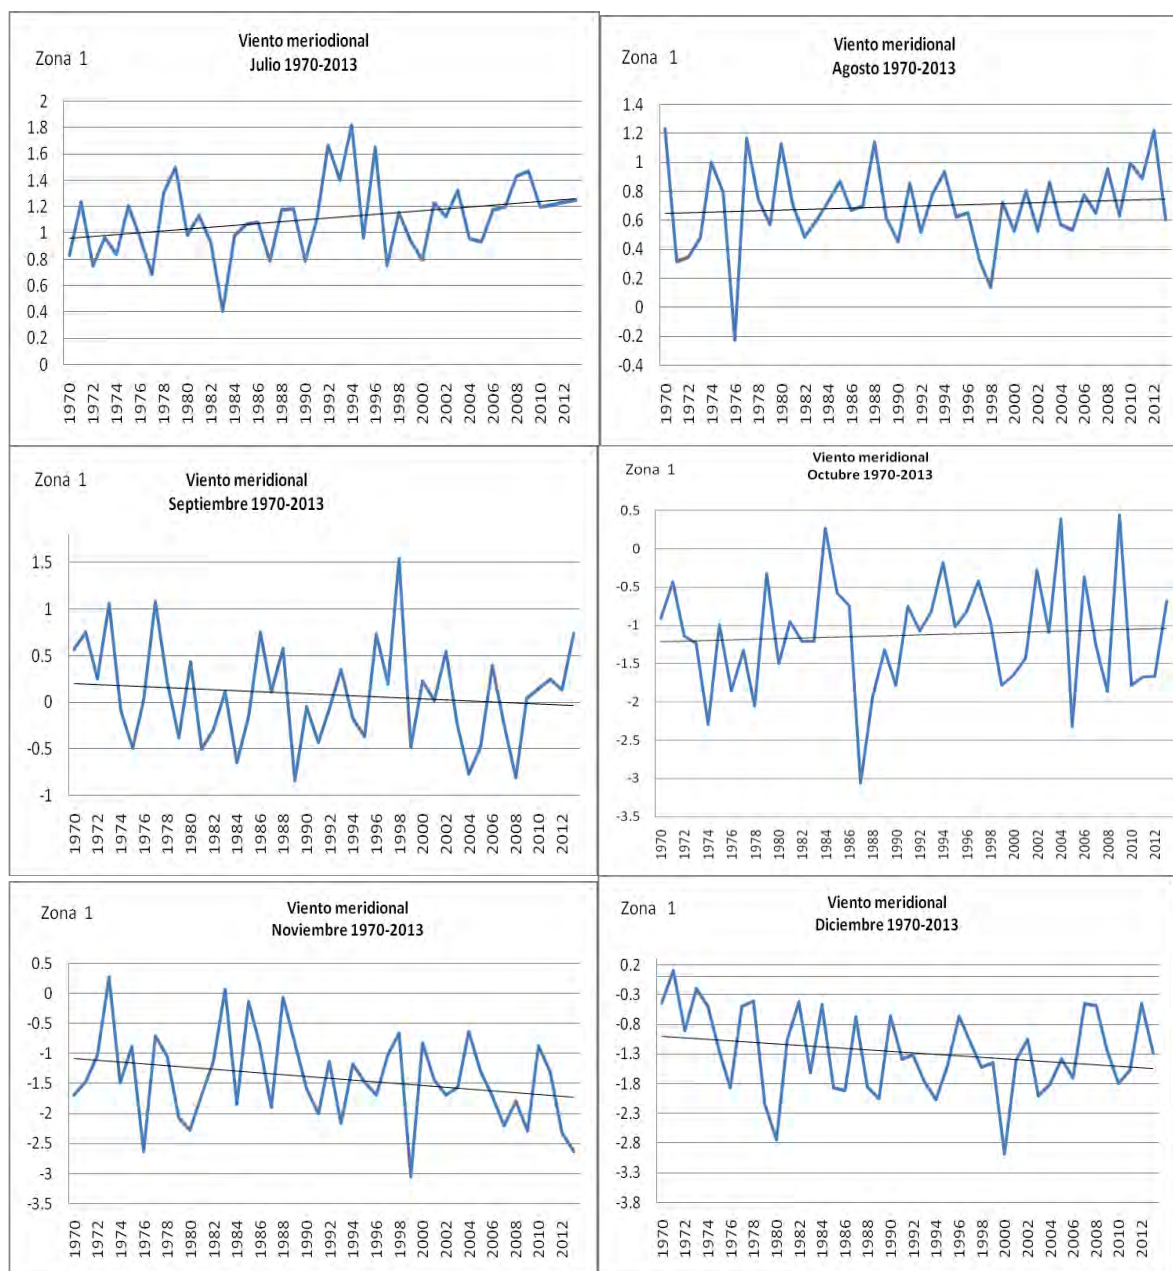 Zona 1
Viento meriodional
Julio 1970-2013
2
1.8
1.6
1.4
1.2
1
0.8
0.6
0.4
0.2
0
1970 1972 1974 1976 1978 1980 1982 1984 1986 1988 1990 1992 1994 1996 1998 2000 2002 2004 2006 2008 2010 2012
Zona 1
Viento meridional
Agosto 1970-2013
1.4
1.2
1
0.8
0.6
0.4
0.2
0
-0.2
-0.4
1970 1972 1974 1976 1978 1980 1982 1984 1986 1988 1990 1992 1994 1996 1998 2000 2002 2004 2006 2008 2010 2012
Zona 1
Viento meridional
Septiembre 1970-2013
1.5
1
0.5
0
-0.5
-1
1970 1972 1974 1976 1978 1980 1982 1984 1986 1988 1990 1992 1994 1996 1998 2000 2002 2004 2006 2008 2010 2012
Zona 1
Viento meridional
Octubre 1970-2013
0.5
0
-0.5
-1
-1.5
-2
-2.5
-3
-3.5
1970 1972 1974 1976 1978 1980 1982 1984 1986 1988 1990 1992 1994 1996 1998 2000 2002 2004 2006 2008 2010 2012
Zona 1
Viento meridional
Noviembre 1970-2013
0.5
0
-0.5
-1
-1.5
-2
-2.5
-3
-3.5
1970 1972 1974 1976 1978 1980 1982 1984 1986 1988 1990 1992 1994 1996 1998 2000 2002 2004 2006 2008 2010 2012
Zona 1
Viento meridional
Diciembre 1970-2013
0.2
-0.3
-0.8
-1.3
-1.8
-2.3
-2.8
-3.3
-3.8
1970 1972 1974 1976 1978 1980 1982 1984 1986 1988 1990 1992 1994 1996 1998 2000 2002 2004 2006 2008 2010 2012